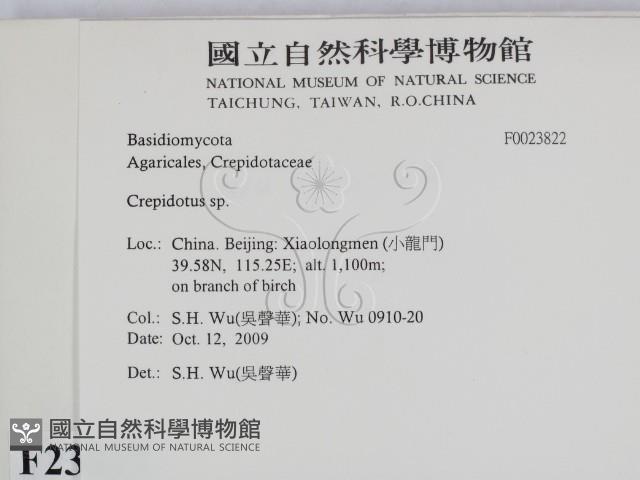 國立自然科學博物館
NATIONAL MUSEUM OF NATURAL SCIENCE
TAICHUNG, TAIWAN, R.O.CHINA
Basidiomycota F0023822
Agaricales, Crepidotaceae
Crepidotus sp.
Loc.: China. Beijing: Xiaolongmen (小龍門)
39.58N, 115.25E; alt. 1,100m;
on branch of birch
Col.: S.H. Wu(吳聲華); No. Wu 0910-20
Date: Oct. 12, 2009
Det.: S.H. Wu(吳聲華)
國立自然科學博物館
NATIONAL MUSEUM OF NATURAL SCIENCE
F23